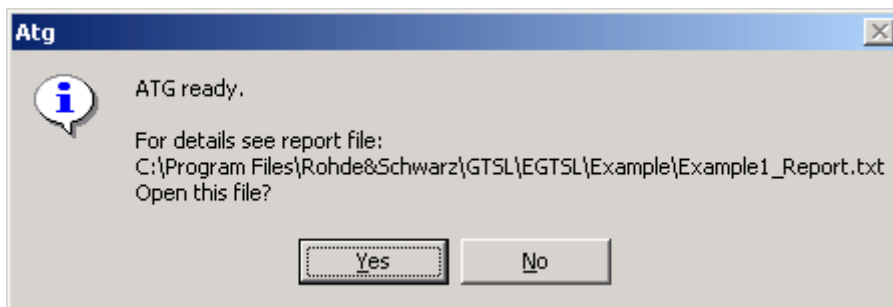 Atg
ATG ready.
For details see report file:
C:\Program Files\Rohde&Schwarz\GTSL\EGTSL\Example\Example1_Report.txt
Open this file?
Yes
No